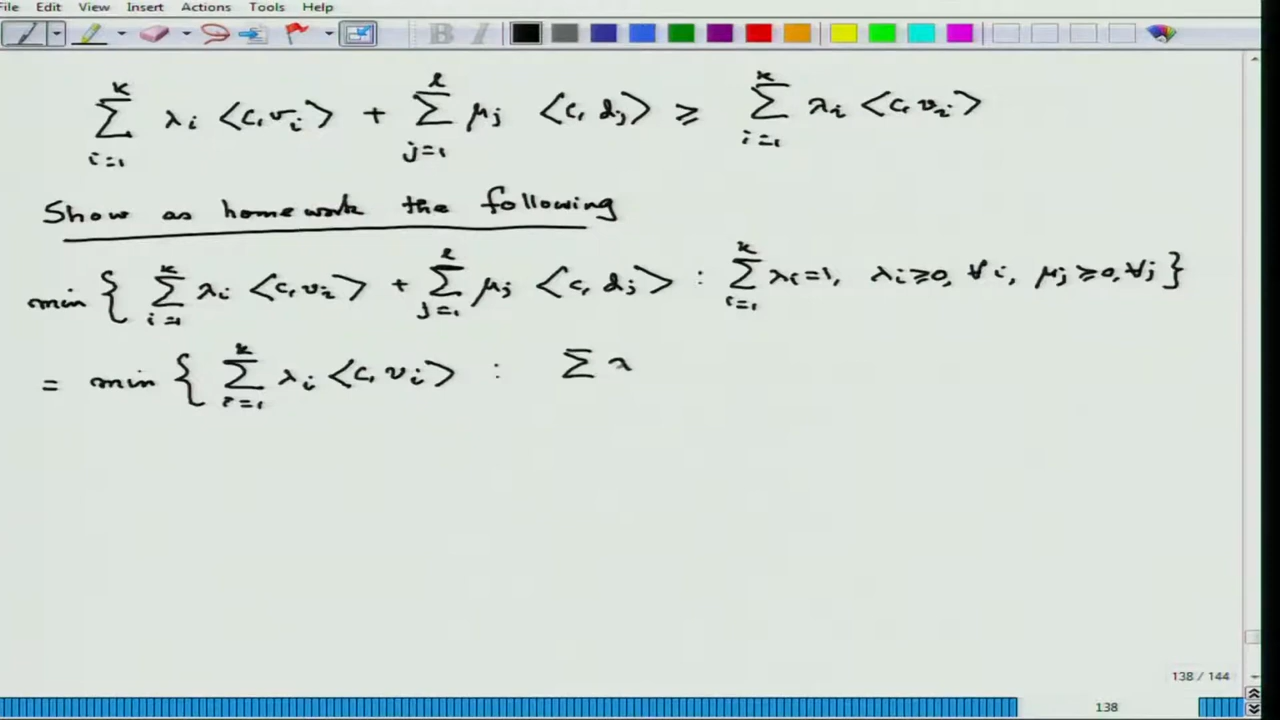 File Edit View Insert Actions Tools Help
∑_{i=1}^{k} λ_i <c, v_i> + ∑_{j=1}^{l} μ_j <c, d_j> ≥ ∑_{i=1}^{k} λ_i <c, v_i>
Show as homework the following
min { ∑_{i=1}^{k} λ_i <c, v_i> + ∑_{j=1}^{l} μ_j <c, d_j> : ∑_{i=1}^{k} λ_i = 1, λ_i ≥ 0, ∀ i, μ_j ≥ 0, ∀ j }
= min { ∑_{i=1}^{k} λ_i <c, v_i> : ∑ λ
138 / 144
138